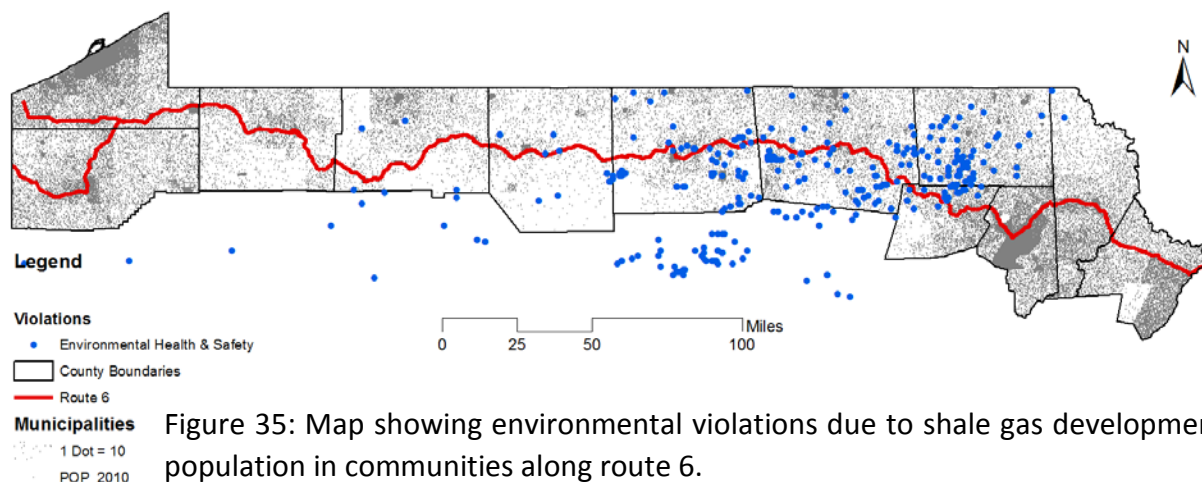 N
Legend
Violations
Environmental Health & Safety
County Boundaries
Route 6
Municipalities
1 Dot = 10
POP_2010
Miles
0 25 50 100
Figure 35: Map showing environmental violations due to shale gas developmen
population in communities along route 6.